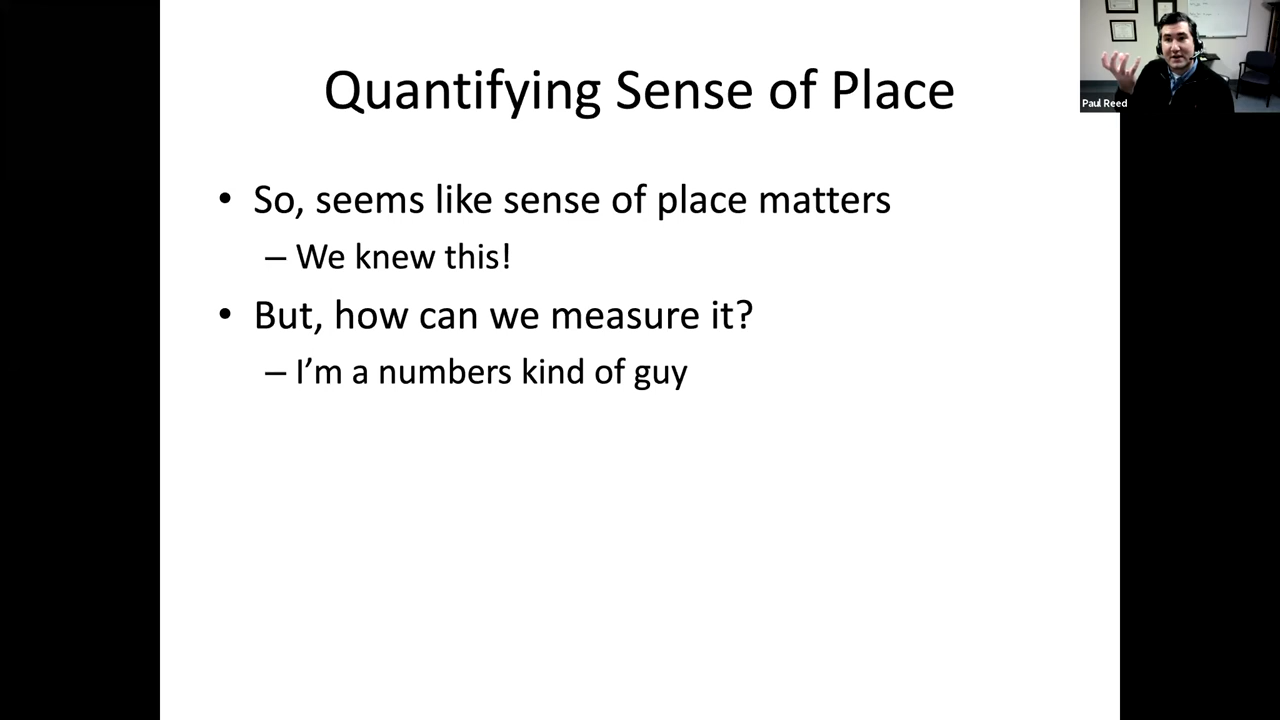 Quantifying Sense of Place
Paul Reed
• So, seems like sense of place matters
– We knew this!
• But, how can we measure it?
– I’m a numbers kind of guy